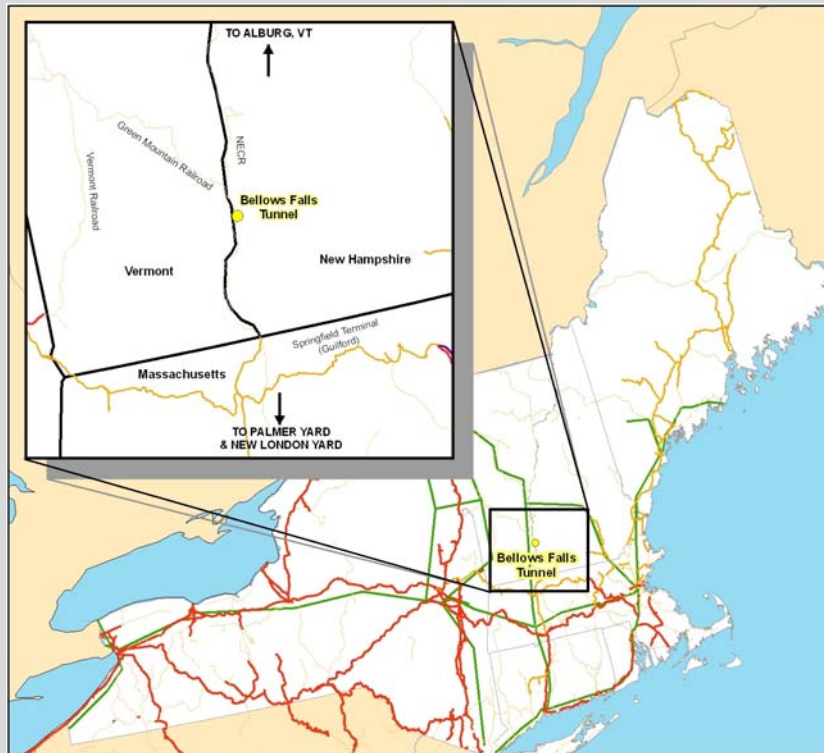 TO ALBURG, VT
Green Mountain Railroad
NECR
Vermont Railroad
Bellows Falls
Tunnel
Vermont
New Hampshire
Springfield Terminal
(Guilford)
Massachusetts
TO PALMER YARD
& NEW LONDON YARD
Bellows Falls
Tunnel